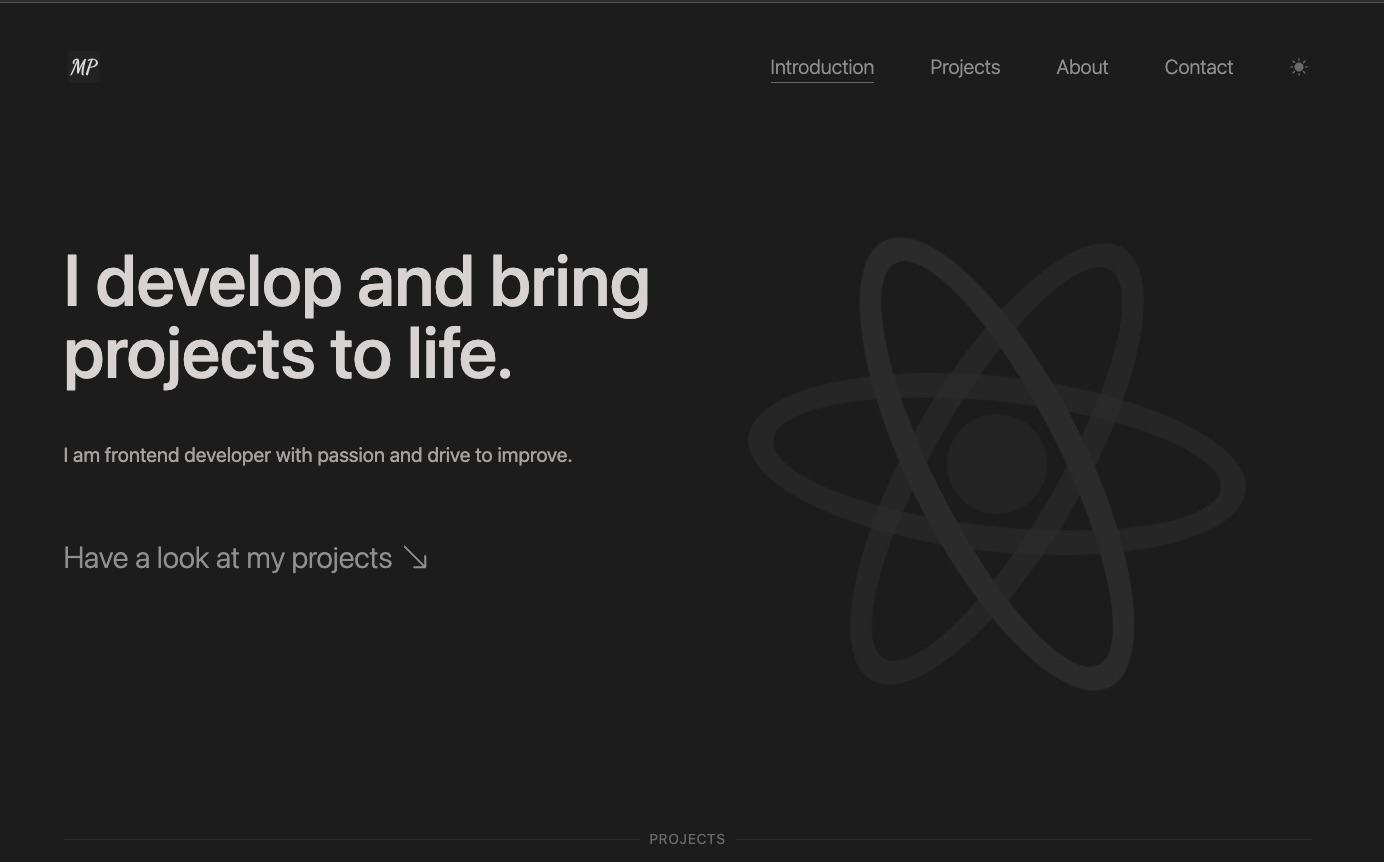 MP
Introduction Projects About Contact
I develop and bring
projects to life.
I am frontend developer with passion and drive to improve.
Have a look at my projects
PROJECTS